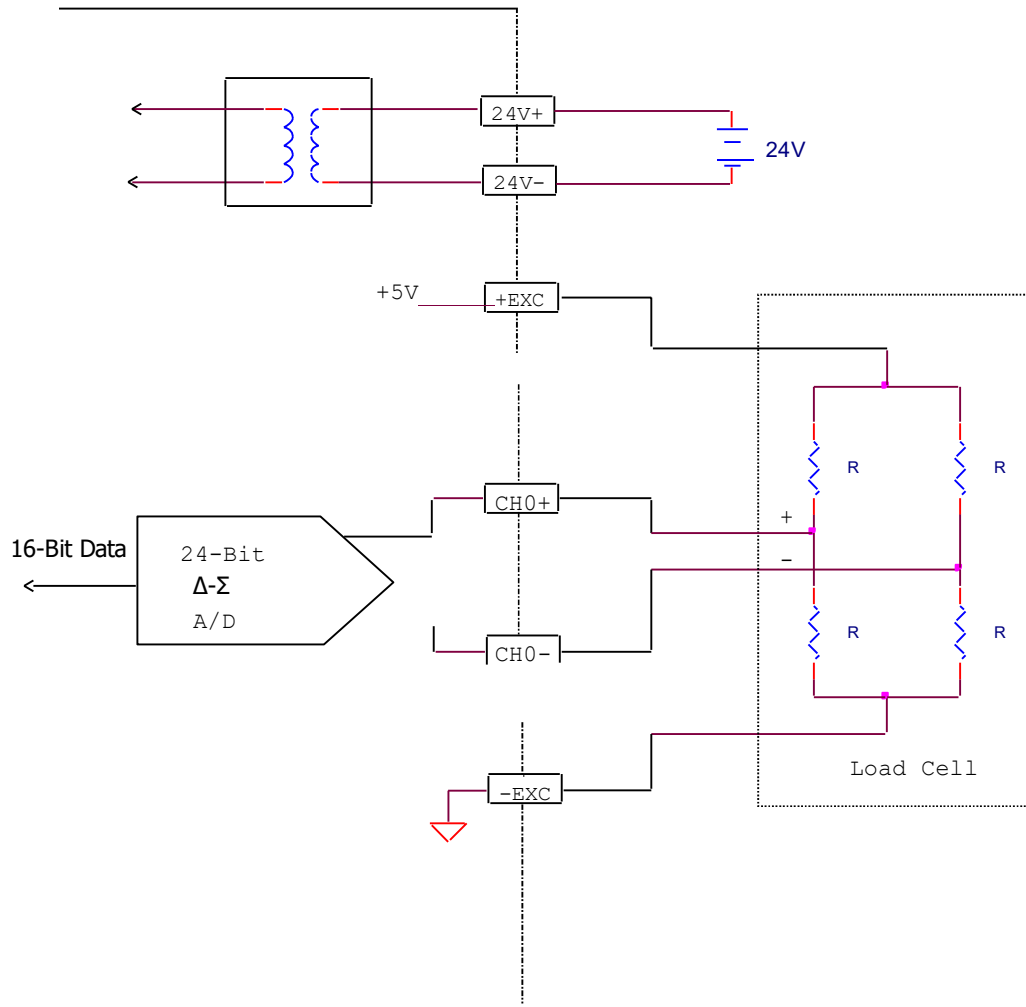 24V+
24V
24V-
+5V
+EXC
R
R
CH0+
+
16-Bit Data
24-Bit
Δ-Σ
A/D
-
R
R
CH0-
Load Cell
-EXC